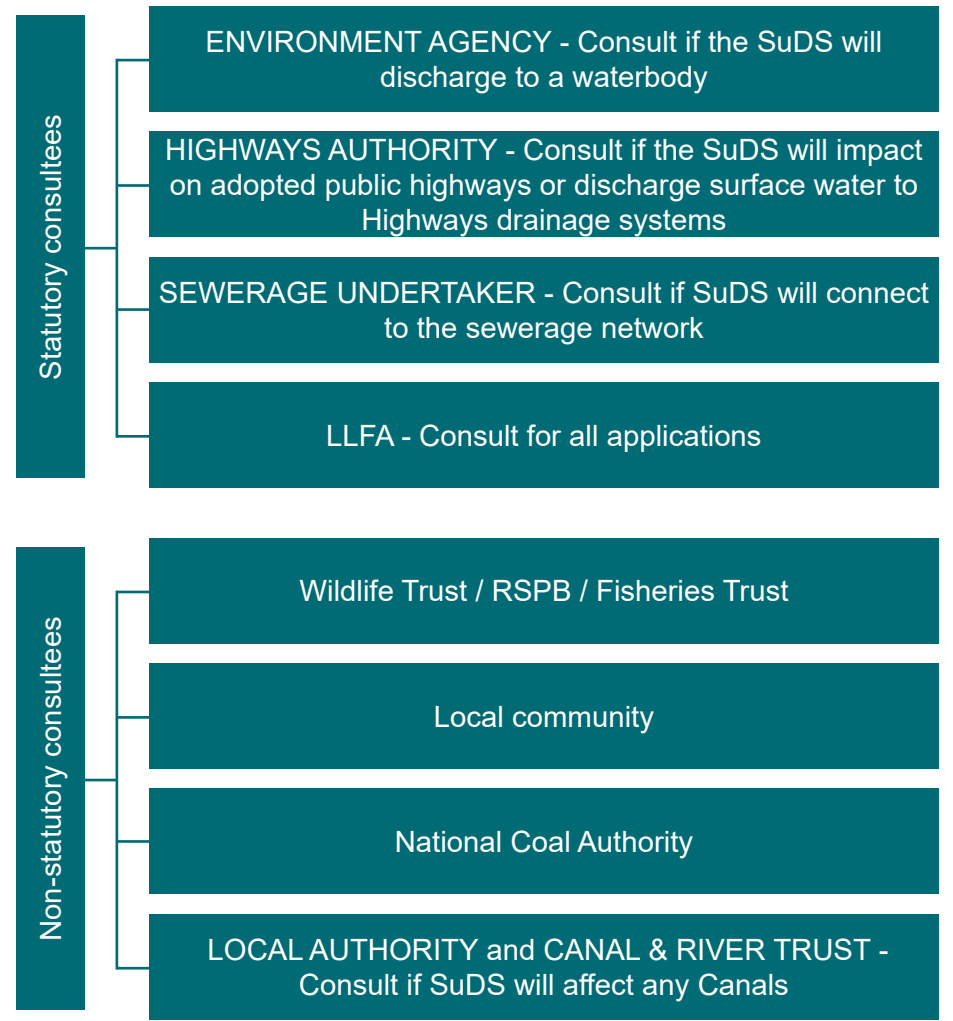 Statutory consultees
ENVIRONMENT AGENCY - Consult if the SuDS will
discharge to a waterbody
HIGHWAYS AUTHORITY - Consult if the SuDS will impact
on adopted public highways or discharge surface water to
Highways drainage systems
SEWERAGE UNDERTAKER - Consult if SuDS will connect
to the sewerage network
LLFA - Consult for all applications
Non-statutory consultees
Wildlife Trust / RSPB / Fisheries Trust
Local community
National Coal Authority
LOCAL AUTHORITY and CANAL & RIVER TRUST -
Consult if SuDS will affect any Canals